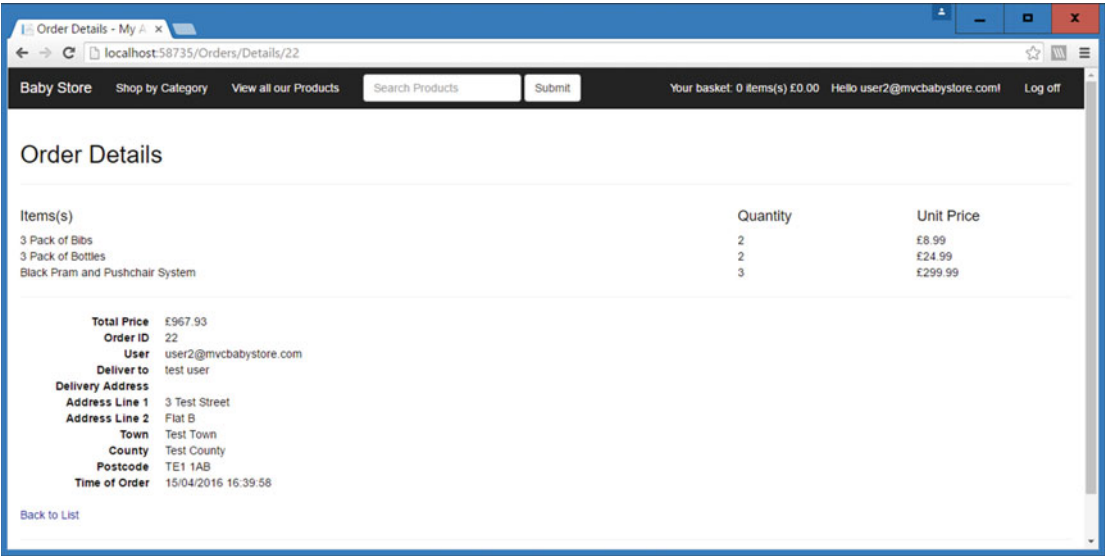 Order Details - My A
localhost:58735/Orders/Details/22
Baby Store Shop by Category View all our Products Search Products Submit Your basket: 0 items(s) £0.00 Hello user2@mvcbabystore.com! Log off
Order Details
Items(s) Quantity Unit Price
3 Pack of Bibs 2 £8.99
3 Pack of Bottles 2 £24.99
Black Pram and Pushchair System 3 £299.99
Total Price £967.93
Order ID 22
User user2@mvcbabystore.com
Deliver to test user
Delivery Address
Address Line 1 3 Test Street
Address Line 2 Flat B
Town Test Town
County Test County
Postcode TE1 1AB
Time of Order 15/04/2016 16:39:58
Back to List